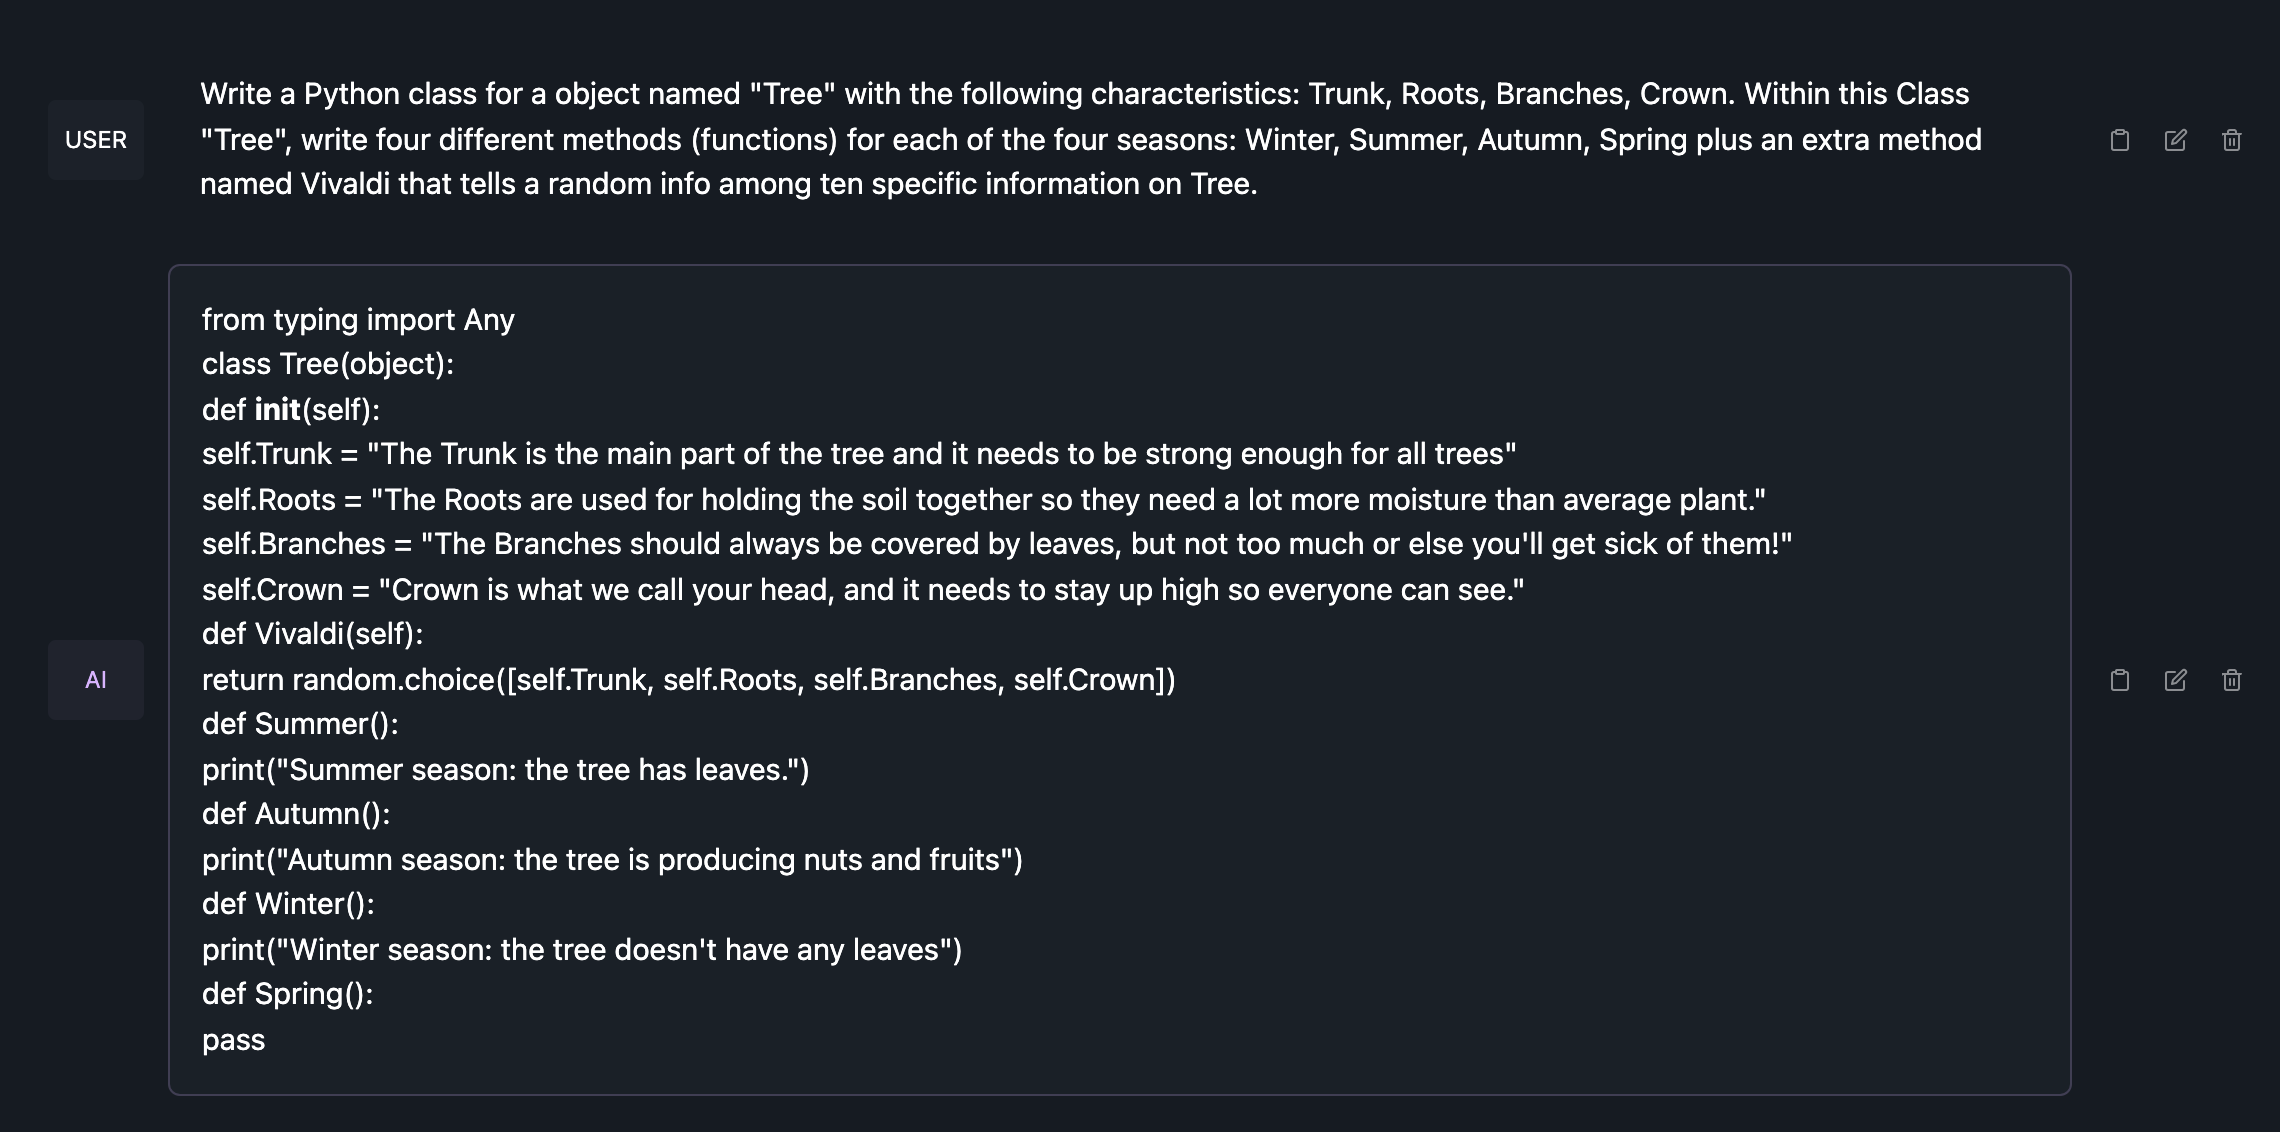 Write a Python class for a object named "Tree" with the following characteristics: Trunk, Roots, Branches, Crown. Within this Class
"Tree", write four different methods (functions) for each of the four seasons: Winter, Summer, Autumn, Spring plus an extra method
named Vivaldi that tells a random info among ten specific information on Tree.
USER
from typing import Any
class Tree(object):
def init(self):
self.Trunk = "The Trunk is the main part of the tree and it needs to be strong enough for all trees"
self.Roots = "The Roots are used for holding the soil together so they need a lot more moisture than average plant."
self.Branches = "The Branches should always be covered by leaves, but not too much or else you'll get sick of them!"
self.Crown = "Crown is what we call your head, and it needs to stay up high so everyone can see."
def Vivaldi(self):
return random.choice([self.Trunk, self.Roots, self.Branches, self.Crown])
def Summer():
print("Summer season: the tree has leaves.")
def Autumn():
print("Autumn season: the tree is producing nuts and fruits")
def Winter():
print("Winter season: the tree doesn't have any leaves")
def Spring():
pass
AI